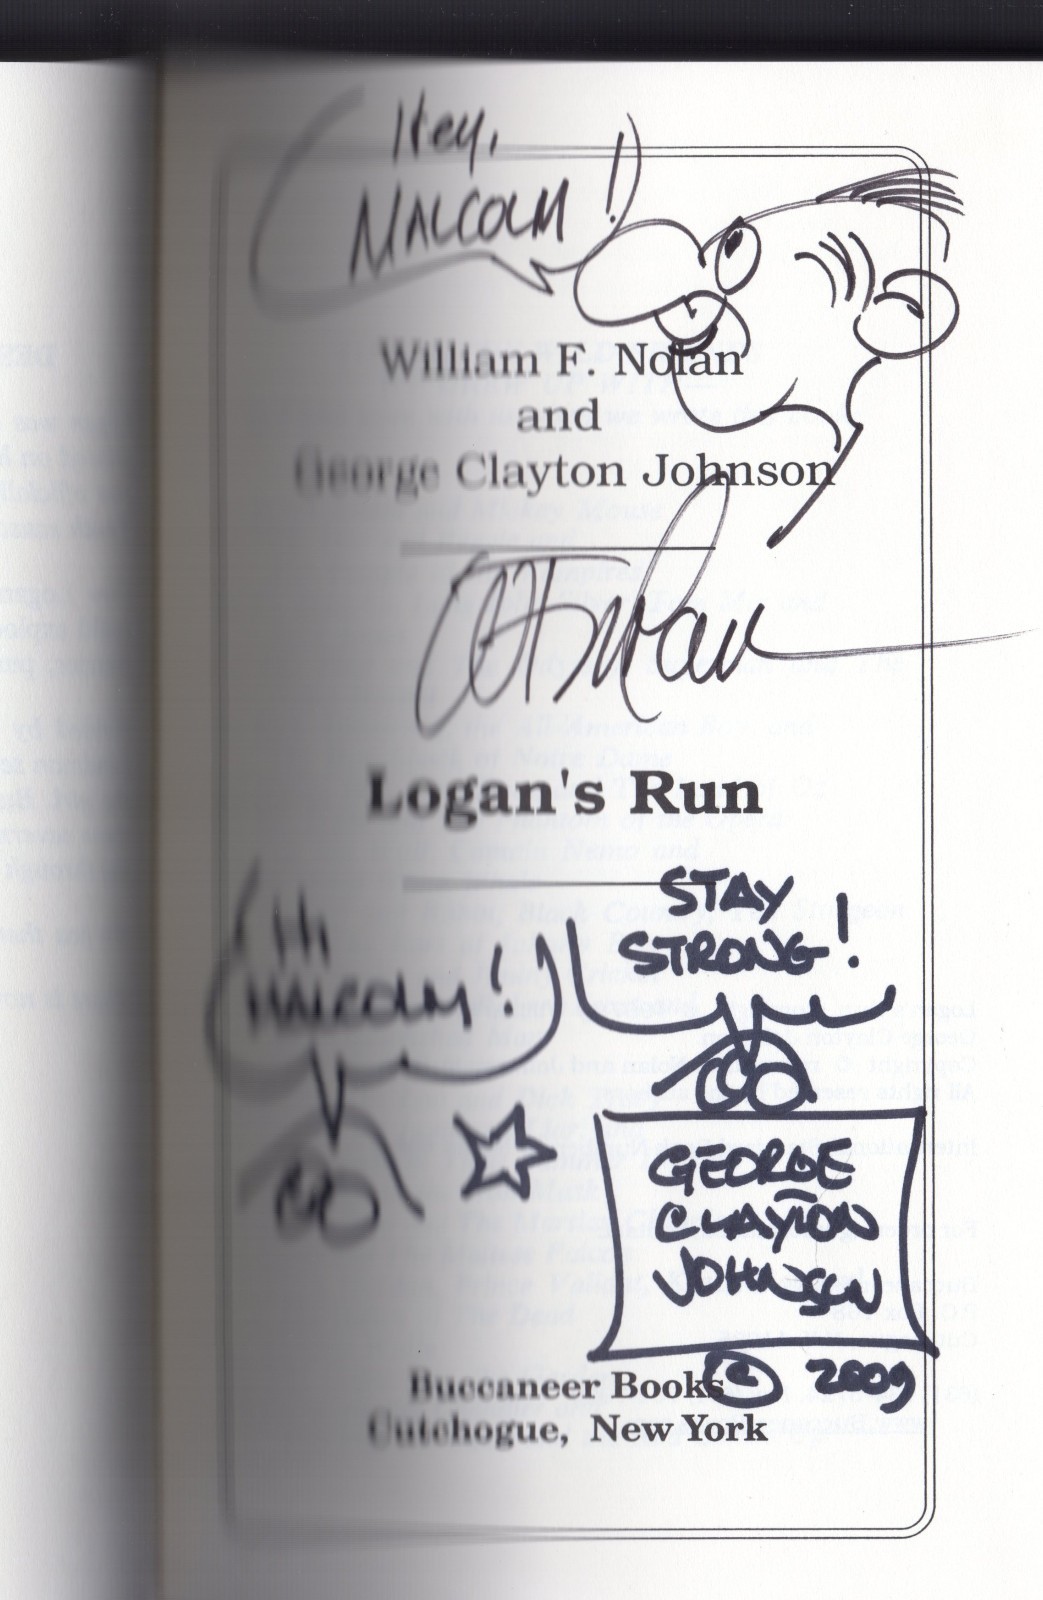 Hey,
MALCOLM!
William F. Nolan
and
George Clayton Johnson
Logan's Run
STAY
STRONG!
Hi
MALCOLM!
GEORGE
CLAYTON
JOHNSON
© 2009
Buccaneer Books
Cutchogue, New York